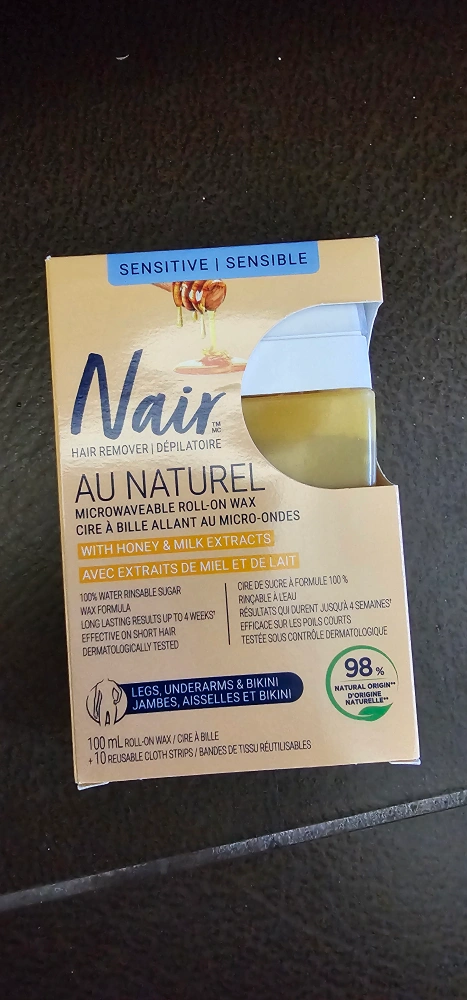 SENSITIVE | SENSIBLE
Nair™
MC
HAIR REMOVER | DÉPILATOIRE
AU NATUREL
MICROWAVEABLE ROLL-ON WAX
CIRE À BILLE ALLANT AU MICRO-ONDES
WITH HONEY & MILK EXTRACTS
AVEC EXTRAITS DE MIEL ET DE LAIT
100% WATER RINSABLE SUGAR
WAX FORMULA
LONG LASTING RESULTS UP TO 4 WEEKS†
EFFECTIVE ON SHORT HAIR
DERMATOLOGICALLY TESTED
CIRE DE SUCRE À FORMULE 100 %
RINÇABLE À L'EAU
RÉSULTATS QUI DURENT JUSQU'À 4 SEMAINES†
EFFICACE SUR LES POILS COURTS
TESTÉE SOUS CONTRÔLE DERMATOLOGIQUE
98 %
NATURAL ORIGIN**
D'ORIGINE
NATURELLE**
LEGS, UNDERARMS & BIKINI
JAMBES, AISSELLES ET BIKINI
100 mL ROLL-ON WAX / CIRE À BILLE
+ 10 REUSABLE CLOTH STRIPS / BANDES DE TISSU RÉUTILISABLES